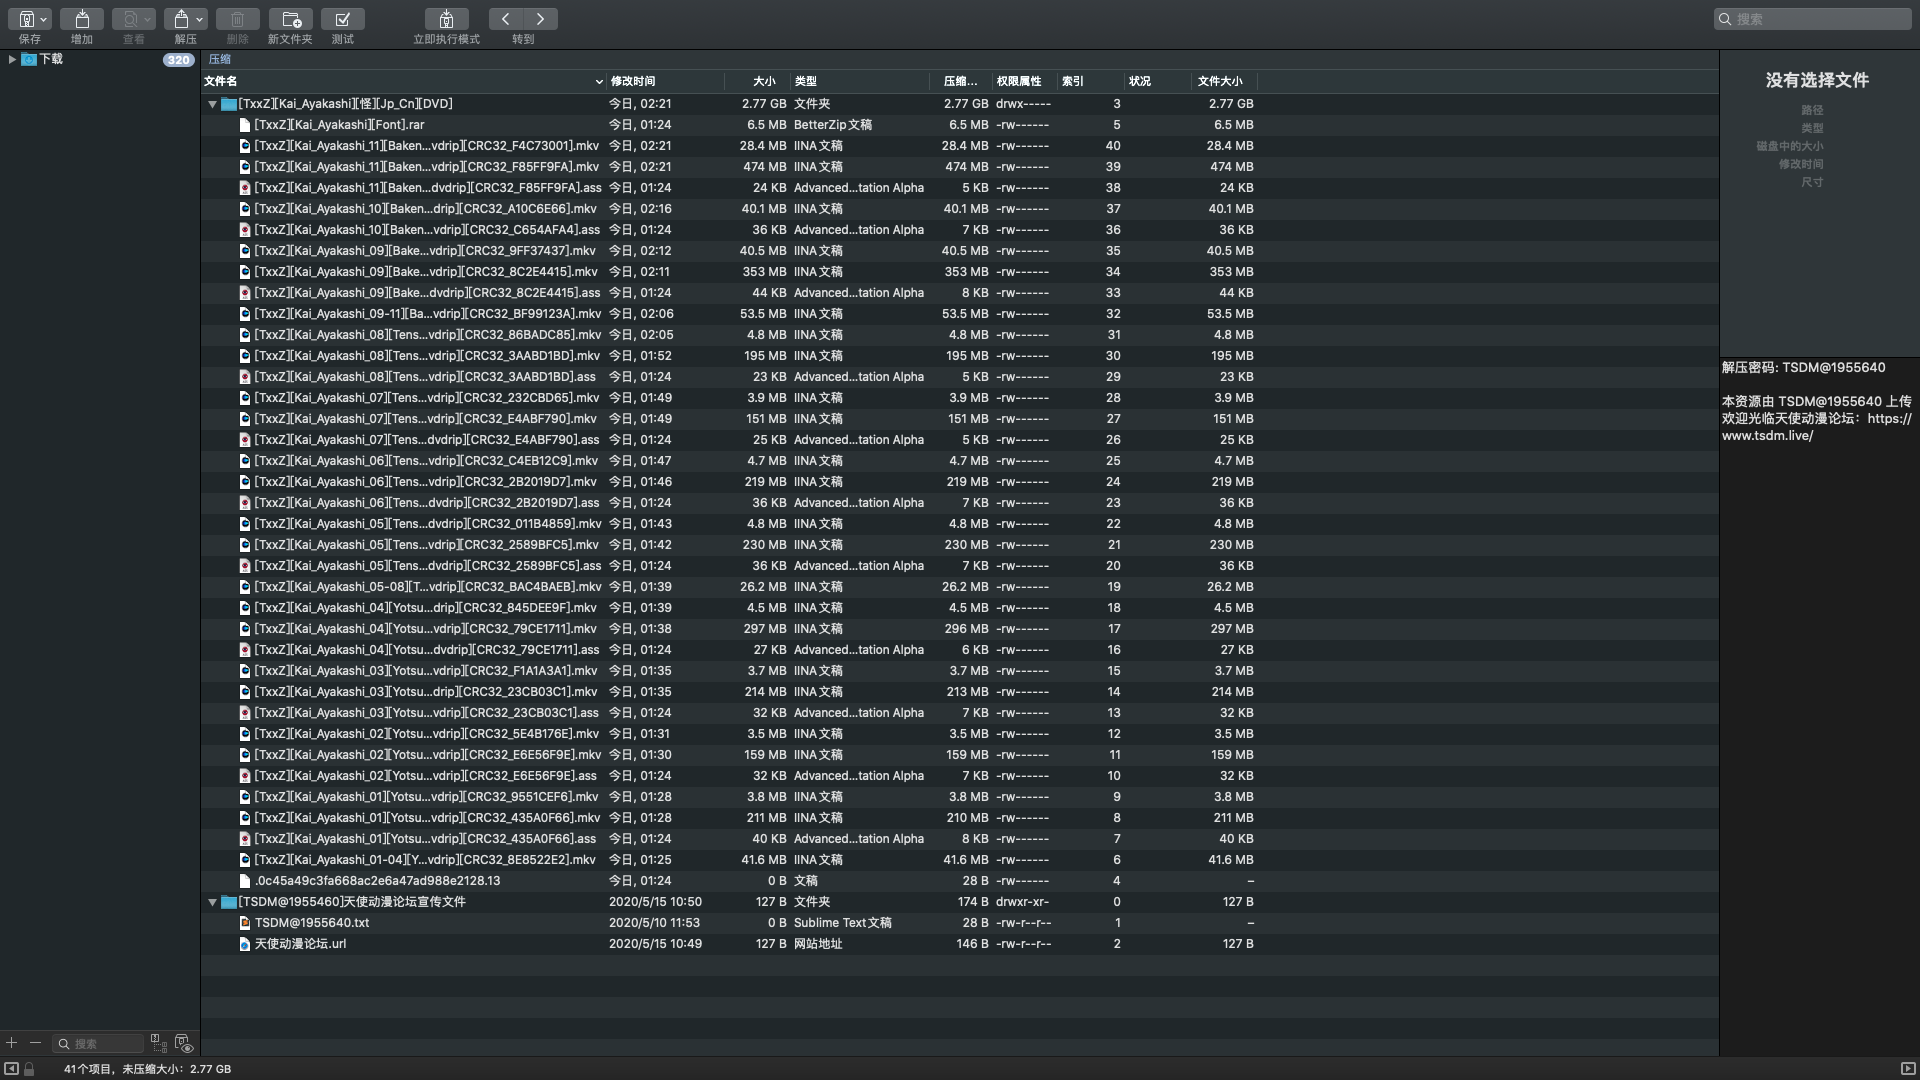 保存 增加 查看 解压 删除 新文件夹 测试 立即执行模式 转到 搜索
下载 320
压缩
文件名 修改时间 大小 类型 压缩... 权限属性 索引 状况 文件大小
[TxxZ][Kai_Ayakashi][怪][Jp_Cn][DVD] 今日, 02:21 2.77 GB 文件夹 2.77 GB drwx----- 3 2.77 GB
[TxxZ][Kai_Ayakashi][Font].rar 今日, 01:24 6.5 MB BetterZip文稿 6.5 MB -rw------ 5 6.5 MB
[TxxZ][Kai_Ayakashi_11][Baken...vdrip][CRC32_F4C73001].mkv 今日, 02:21 28.4 MB IINA文稿 28.4 MB -rw------ 40 28.4 MB
[TxxZ][Kai_Ayakashi_11][Baken...vdrip][CRC32_F85FF9FA].mkv 今日, 02:21 474 MB IINA文稿 474 MB -rw------ 39 474 MB
[TxxZ][Kai_Ayakashi_11][Baken...dvdrip][CRC32_F85FF9FA].ass 今日, 01:24 24 KB Advanced...tation Alpha 5 KB -rw------ 38 24 KB
[TxxZ][Kai_Ayakashi_10][Baken...drip][CRC32_A10C6E66].mkv 今日, 02:16 40.1 MB IINA文稿 40.1 MB -rw------ 37 40.1 MB
[TxxZ][Kai_Ayakashi_10][Baken...vdrip][CRC32_C654AFA4].ass 今日, 01:24 36 KB Advanced...tation Alpha 7 KB -rw------ 36 36 KB
[TxxZ][Kai_Ayakashi_09][Bake...vdrip][CRC32_9FF37437].mkv 今日, 02:12 40.5 MB IINA文稿 40.5 MB -rw------ 35 40.5 MB
[TxxZ][Kai_Ayakashi_09][Bake...vdrip][CRC32_8C2E4415].mkv 今日, 02:11 353 MB IINA文稿 353 MB -rw------ 34 353 MB
[TxxZ][Kai_Ayakashi_09][Bake...dvdrip][CRC32_8C2E4415].ass 今日, 01:24 44 KB Advanced...tation Alpha 8 KB -rw------ 33 44 KB
[TxxZ][Kai_Ayakashi_09-11][Ba...vdrip][CRC32_BF99123A].mkv 今日, 02:06 53.5 MB IINA文稿 53.5 MB -rw------ 32 53.5 MB
[TxxZ][Kai_Ayakashi_08][Tens...vdrip][CRC32_86BADC85].mkv 今日, 02:05 4.8 MB IINA文稿 4.8 MB -rw------ 31 4.8 MB
[TxxZ][Kai_Ayakashi_08][Tens...vdrip][CRC32_3AABD1BD].mkv 今日, 01:52 195 MB IINA文稿 195 MB -rw------ 30 195 MB
[TxxZ][Kai_Ayakashi_08][Tens...vdrip][CRC32_3AABD1BD].ass 今日, 01:24 23 KB Advanced...tation Alpha 5 KB -rw------ 29 23 KB
[TxxZ][Kai_Ayakashi_07][Tens...vdrip][CRC32_232CBD65].mkv 今日, 01:49 3.9 MB IINA文稿 3.9 MB -rw------ 28 3.9 MB
[TxxZ][Kai_Ayakashi_07][Tens...vdrip][CRC32_E4ABF790].mkv 今日, 01:49 151 MB IINA文稿 151 MB -rw------ 27 151 MB
[TxxZ][Kai_Ayakashi_07][Tens...dvdrip][CRC32_E4ABF790].ass 今日, 01:24 25 KB Advanced...tation Alpha 5 KB -rw------ 26 25 KB
[TxxZ][Kai_Ayakashi_06][Tens...vdrip][CRC32_C4EB12C9].mkv 今日, 01:47 4.7 MB IINA文稿 4.7 MB -rw------ 25 4.7 MB
[TxxZ][Kai_Ayakashi_06][Tens...vdrip][CRC32_2B2019D7].mkv 今日, 01:46 219 MB IINA文稿 219 MB -rw------ 24 219 MB
[TxxZ][Kai_Ayakashi_06][Tens...dvdrip][CRC32_2B2019D7].ass 今日, 01:24 36 KB Advanced...tation Alpha 7 KB -rw------ 23 36 KB
[TxxZ][Kai_Ayakashi_05][Tens...vdrip][CRC32_011B4859].mkv 今日, 01:43 4.8 MB IINA文稿 4.8 MB -rw------ 22 4.8 MB
[TxxZ][Kai_Ayakashi_05][Tens...vdrip][CRC32_2589BFC5].mkv 今日, 01:42 230 MB IINA文稿 230 MB -rw------ 21 230 MB
[TxxZ][Kai_Ayakashi_05][Tens...dvdrip][CRC32_2589BFC5].ass 今日, 01:24 36 KB Advanced...tation Alpha 7 KB -rw------ 20 36 KB
[TxxZ][Kai_Ayakashi_05-08][T...vdrip][CRC32_BAC4BAEB].mkv 今日, 01:39 26.2 MB IINA文稿 26.2 MB -rw------ 19 26.2 MB
[TxxZ][Kai_Ayakashi_04][Yotsu...drip][CRC32_845DEE9F].mkv 今日, 01:39 4.5 MB IINA文稿 4.5 MB -rw------ 18 4.5 MB
[TxxZ][Kai_Ayakashi_04][Yotsu...vdrip][CRC32_79CE1711].mkv 今日, 01:38 297 MB IINA文稿 296 MB -rw------ 17 297 MB
[TxxZ][Kai_Ayakashi_04][Yotsu...dvdrip][CRC32_79CE1711].ass 今日, 01:24 27 KB Advanced...tation Alpha 6 KB -rw------ 16 27 KB
[TxxZ][Kai_Ayakashi_03][Yotsu...vdrip][CRC32_F1A1A3A1].mkv 今日, 01:35 3.7 MB IINA文稿 3.7 MB -rw------ 15 3.7 MB
[TxxZ][Kai_Ayakashi_03][Yotsu...drip][CRC32_23CB03C1].mkv 今日, 01:35 214 MB IINA文稿 213 MB -rw------ 14 214 MB
[TxxZ][Kai_Ayakashi_03][Yotsu...vdrip][CRC32_23CB03C1].ass 今日, 01:24 32 KB Advanced...tation Alpha 7 KB -rw------ 13 32 KB
[TxxZ][Kai_Ayakashi_02][Yotsu...vdrip][CRC32_5E4B176E].mkv 今日, 01:31 3.5 MB IINA文稿 3.5 MB -rw------ 12 3.5 MB
[TxxZ][Kai_Ayakashi_02][Yotsu...vdrip][CRC32_E6E56F9E].mkv 今日, 01:30 159 MB IINA文稿 159 MB -rw------ 11 159 MB
[TxxZ][Kai_Ayakashi_02][Yotsu...vdrip][CRC32_E6E56F9E].ass 今日, 01:24 32 KB Advanced...tation Alpha 7 KB -rw------ 10 32 KB
[TxxZ][Kai_Ayakashi_01][Yotsu...vdrip][CRC32_9551CEF6].mkv 今日, 01:28 3.8 MB IINA文稿 3.8 MB -rw------ 9 3.8 MB
[TxxZ][Kai_Ayakashi_01][Yotsu...vdrip][CRC32_435A0F66].mkv 今日, 01:28 211 MB IINA文稿 210 MB -rw------ 8 211 MB
[TxxZ][Kai_Ayakashi_01][Yotsu...vdrip][CRC32_435A0F66].ass 今日, 01:24 40 KB Advanced...tation Alpha 8 KB -rw------ 7 40 KB
[TxxZ][Kai_Ayakashi_01-04][Y...vdrip][CRC32_8E8522E2].mkv 今日, 01:25 41.6 MB IINA文稿 41.6 MB -rw------ 6 41.6 MB
.0c45a49c3fa668ac2e6a47ad988e2128.13 今日, 01:24 0 B 文稿 28 B -rw------ 4 –
[TSDM@1955460]天使动漫论坛宣传文件 2020/5/15 10:50 127 B 文件夹 174 B drwxr-xr- 0 127 B
TSDM@1955640.txt 2020/5/10 11:53 0 B Sublime Text文稿 28 B -rw-r--r-- 1 –
天使动漫论坛.url 2020/5/15 10:49 127 B 网站地址 146 B -rw-r--r-- 2 127 B
没有选择文件
路径
类型
磁盘中的大小
修改时间
尺寸
解压密码: TSDM@1955640
本资源由 TSDM@1955640 上传
欢迎光临天使动漫论坛：https://
www.tsdm.live/
搜索
41个项目，未压缩大小：2.77 GB